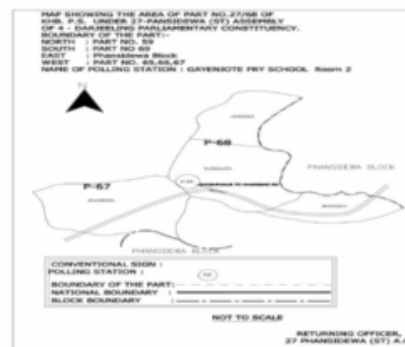 MAP SHOWING THE AREA OF PART NO.27/68 OF
KHB. P.S. UNDER 27-PANSIDEWA (ST) ASSEMBLY
OF 4 - DARJEELING PARLIAMENTARY CONSTITUENCY.
BOUNDARY OF THE PART:-
NORTH : PART NO. 59
SOUTH : PART NO 69
EAST : Phansidewa Block
WEST : PART NO. 65,66,67
NAME OF POLLING STATION : GAYENJOTE PRY SCHOOL Room 2
N
P-68
PHANSIDEWA BLOCK
P-67
PHANSIDEWA BLOCK
CONVENTIONAL SIGN :
POLLING STATION :
BOUNDARY OF THE PART:
NATIONAL BOUNDARY :
BLOCK BOUNDARY :
NOT TO SCALE
RETURNING OFFICER,
27 PHANSIDEWA (ST) A.